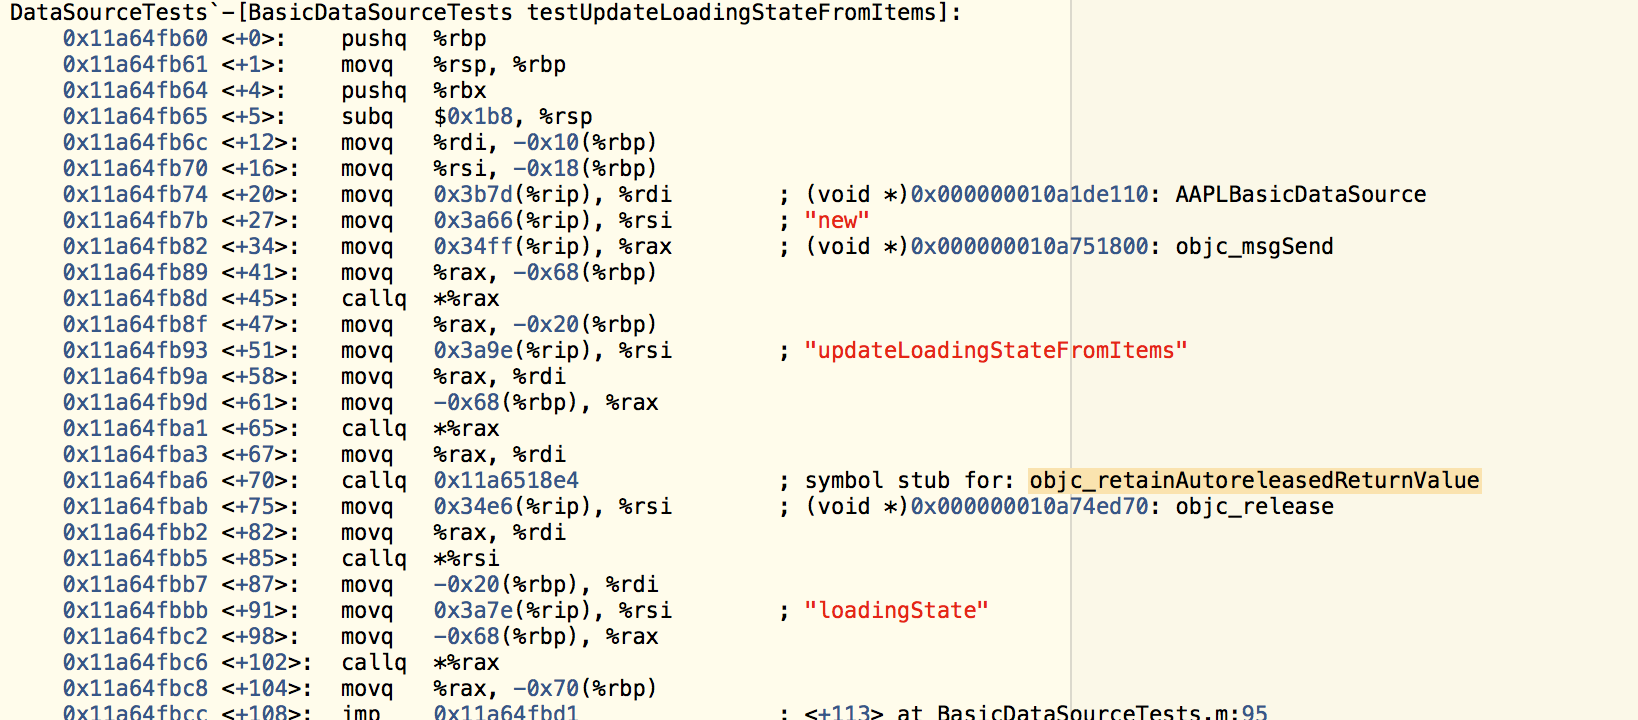 DataSourceTests`-[BasicDataSourceTests testUpdateLoadingStateFromItems]:
0x11a64fb60 <+0>: pushq %rbp
0x11a64fb61 <+1>: movq %rsp, %rbp
0x11a64fb64 <+4>: pushq %rbx
0x11a64fb65 <+5>: subq $0x1b8, %rsp
0x11a64fb6c <+12>: movq %rdi, -0x10(%rbp)
0x11a64fb70 <+16>: movq %rsi, -0x18(%rbp)
0x11a64fb74 <+20>: movq 0x3b7d(%rip), %rdi ; (void *)0x000000010a1de110: AAPLBasicDataSource
0x11a64fb7b <+27>: movq 0x3a66(%rip), %rsi ; "new"
0x11a64fb82 <+34>: movq 0x34ff(%rip), %rax ; (void *)0x000000010a751800: objc_msgSend
0x11a64fb89 <+41>: movq %rax, -0x68(%rbp)
0x11a64fb8d <+45>: callq *%rax
0x11a64fb8f <+47>: movq %rax, -0x20(%rbp)
0x11a64fb93 <+51>: movq 0x3a9e(%rip), %rsi ; "updateLoadingStateFromItems"
0x11a64fb9a <+58>: movq %rax, %rdi
0x11a64fb9d <+61>: movq -0x68(%rbp), %rax
0x11a64fba1 <+65>: callq *%rax
0x11a64fba3 <+67>: movq %rax, %rdi
0x11a64fba6 <+70>: callq 0x11a6518e4 ; symbol stub for: objc_retainAutoreleasedReturnValue
0x11a64fbab <+75>: movq 0x34e6(%rip), %rsi ; (void *)0x000000010a74ed70: objc_release
0x11a64fbb2 <+82>: movq %rax, %rdi
0x11a64fbb5 <+85>: callq *%rsi
0x11a64fbb7 <+87>: movq -0x20(%rbp), %rdi
0x11a64fbbb <+91>: movq 0x3a7e(%rip), %rsi ; "loadingState"
0x11a64fbc2 <+98>: movq -0x68(%rbp), %rax
0x11a64fbc6 <+102>: callq *%rax
0x11a64fbc8 <+104>: movq %rax, -0x70(%rbp)
0x11a64fbcc <+108>: jmp 0x11a64fbd1 ; <+113> at BasicDataSourceTests.m:95